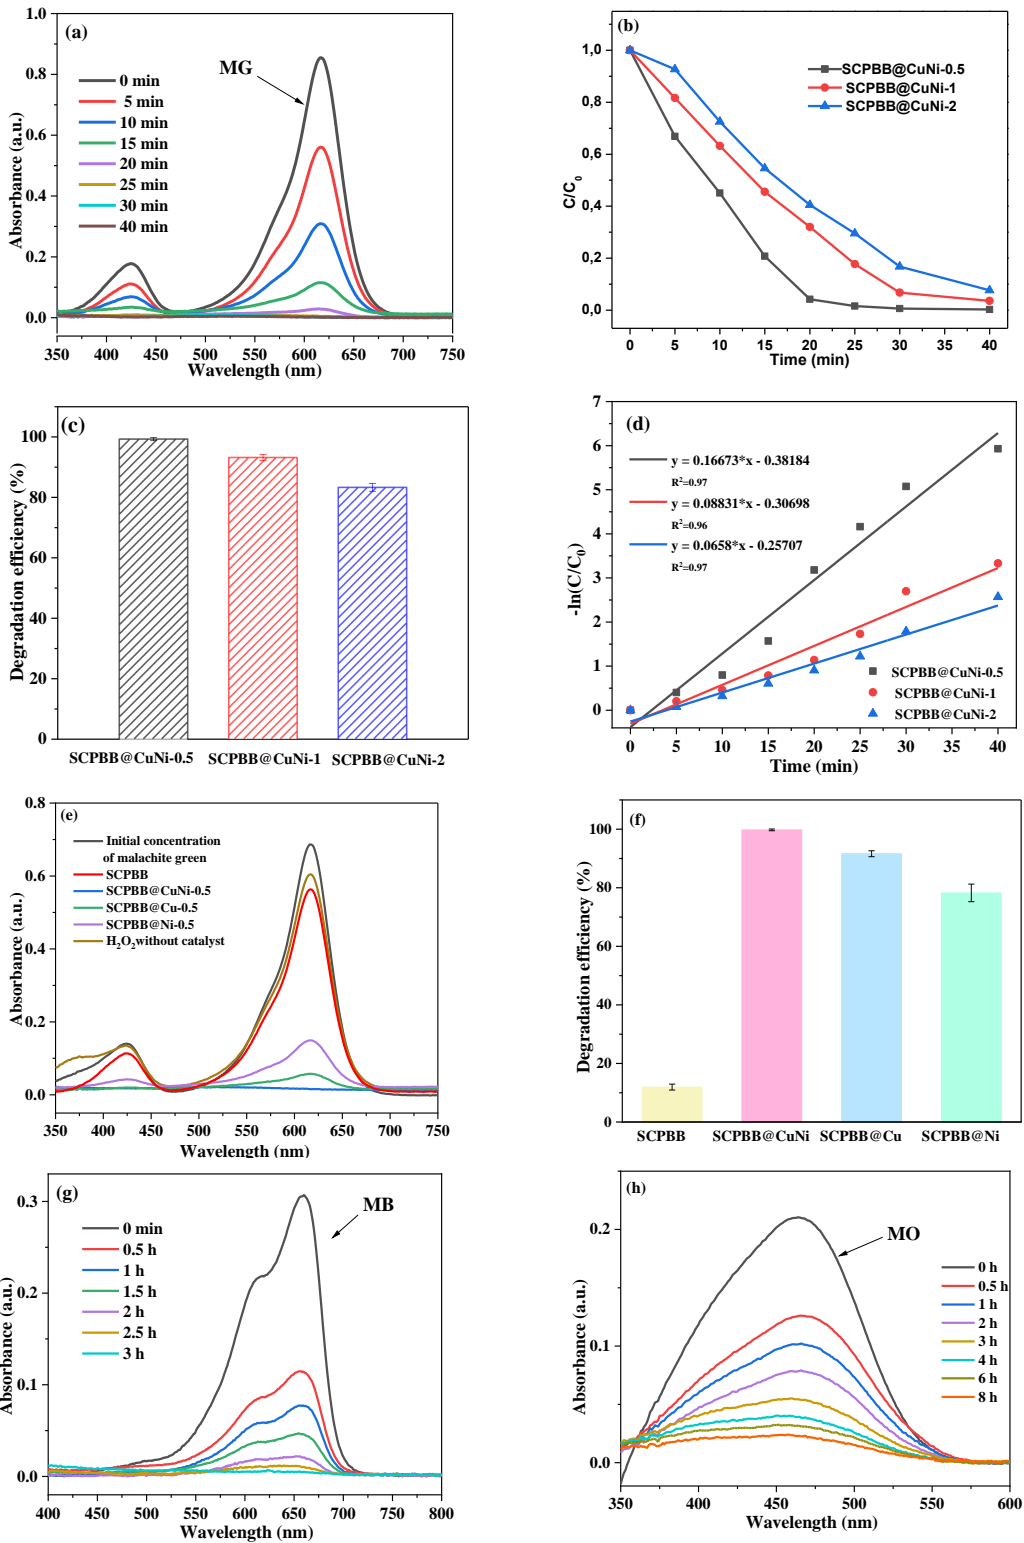 (a)
MG
0 min
5 min
10 min
15 min
20 min
25 min
30 min
40 min
Absorbance (a.u.)
1.0
0.8
0.6
0.4
0.2
0.0
350 400 450 500 550 600 650 700 750
Wavelength (nm)
(b)
SCPBB@CuNi-0.5
SCPBB@CuNi-1
SCPBB@CuNi-2
C/C0
1,0
0,8
0,6
0,4
0,2
0,0
0 5 10 15 20 25 30 40
Time (min)
(c)
Degradation efficiency (%)
100
80
60
40
20
0
SCPBB@CuNi-0.5 SCPBB@CuNi-1 SCPBB@CuNi-2
(d)
y = 0.16673*x - 0.38184
R²=0.97
y = 0.08831*x - 0.30698
R²=0.96
y = 0.0658*x - 0.25707
R²=0.97
-ln(C/C0)
7
6
5
4
3
2
1
0
SCPBB@CuNi-0.5
SCPBB@CuNi-1
SCPBB@CuNi-2
0 5 10 15 20 25 30 40
Time (min)
(e)
Initial concentration
of malachite green
SCPBB
SCPBB@CuNi-0.5
SCPBB@Cu-0.5
SCPBB@Ni-0.5
H2O2without catalyst
Absorbance (a.u.)
0.8
0.6
0.4
0.2
0.0
350 400 450 500 550 600 650 700 750
Wavelength (nm)
(f)
Degradation efficiency (%)
100
80
60
40
20
0
SCPBB SCPBB@CuNi SCPBB@Cu SCPBB@Ni
(g)
MB
0 min
0.5 h
1 h
1.5 h
2 h
2.5 h
3 h
Absorbance (a.u.)
0.3
0.2
0.1
0.0
400 450 500 550 600 650 700 750 800
Wavelength (nm)
(h)
MO
0 h
0.5 h
1 h
2 h
3 h
4 h
6 h
8 h
Absorbance (a.u.)
0.2
0.1
0.0
350 400 450 500 550 600
Wavelength (nm)